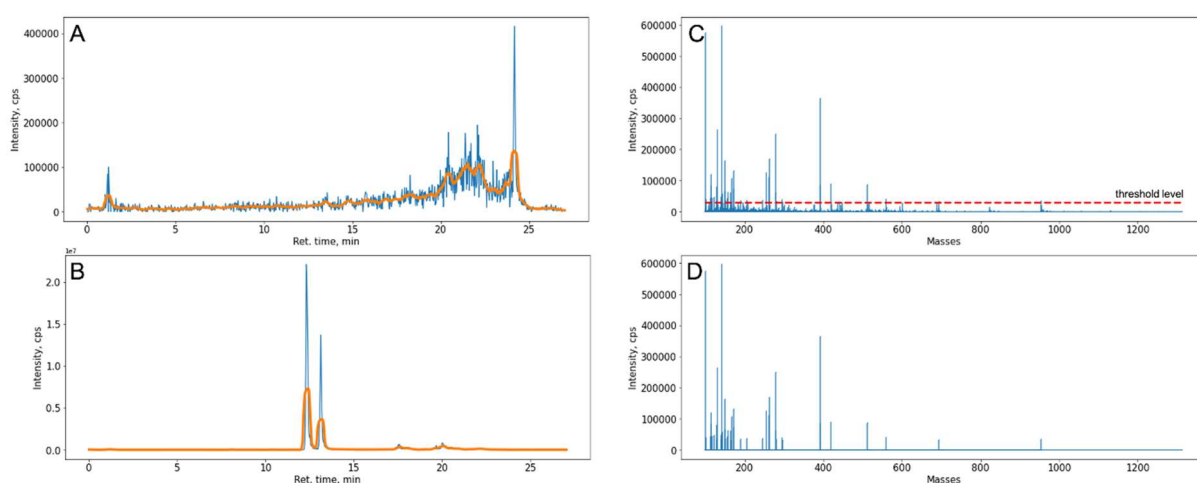 A
400000
300000
200000
100000
0
Intensity, cps
0 5 10 15 20 25
Ret. time, min
B
1e7
2.0
1.5
1.0
0.5
0.0
Intensity, cps
0 5 10 15 20 25
Ret. time, min
C
600000
500000
400000
300000
200000
100000
0
Intensity, cps
threshold level
200 400 600 800 1000 1200
Masses
D
600000
500000
400000
300000
200000
100000
0
Intensity, cps
200 400 600 800 1000 1200
Masses